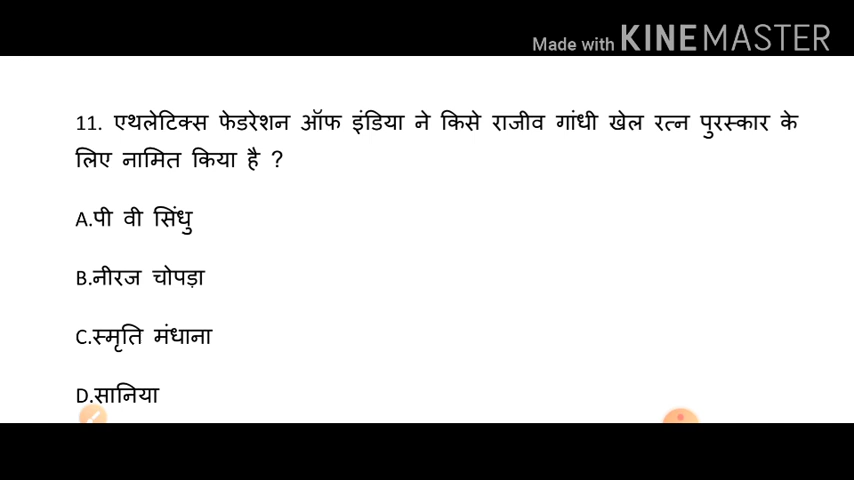 Made with KINEMASTER
11. एथलेटिक्स फेडरेशन ऑफ इंडिया ने किसे राजीव गांधी खेल रत्न पुरस्कार के
लिए नामित किया है ?
A.पी वी सिंधु
B.नीरज चोपड़ा
C.स्मृति मंधाना
D.सानिया